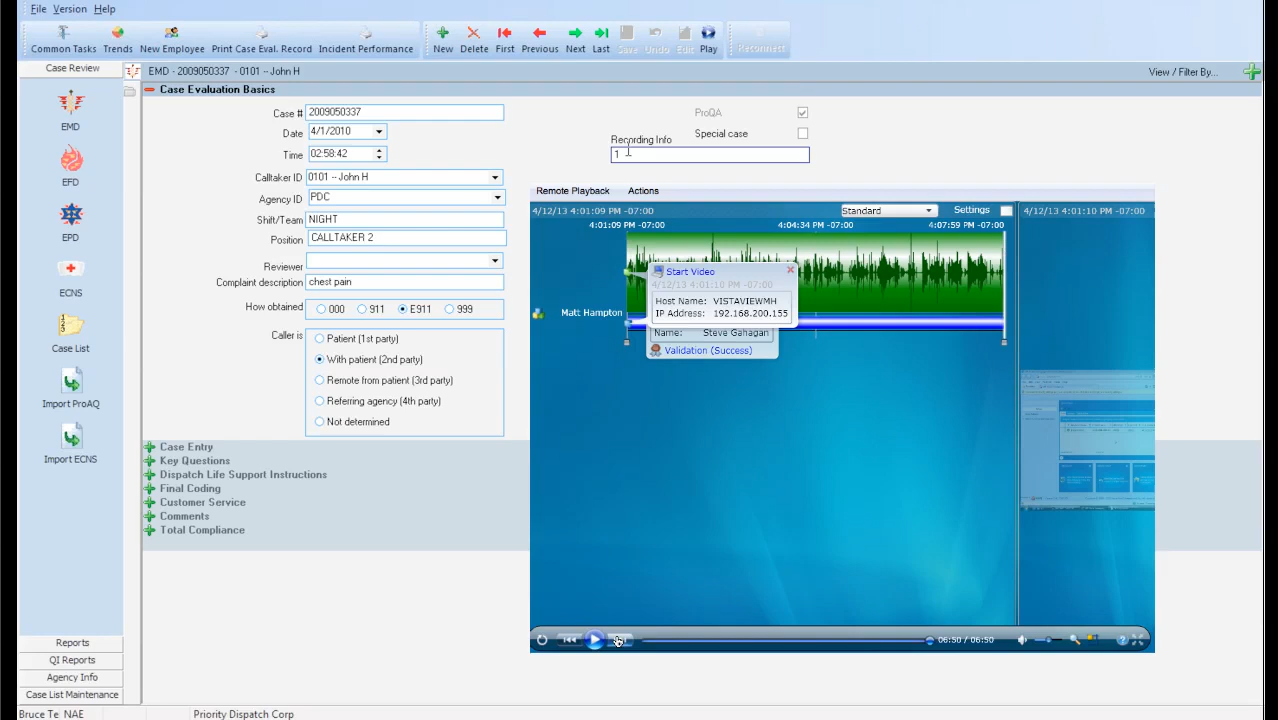 File Version Help
Common Tasks Trends New Employee Print Case Eval. Record Incident Performance New Delete First Previous Next Last Save Undo Edit Play Reconnect
Case Review
EMD - 2009050337 - 0101 -- John H
View / Filter By...
Case Evaluation Basics
EMD
EFD
EPD
ECNS
Case List
Import ProAQ
Import ECNS
Reports
QI Reports
Agency Info
Case List Maintenance
Case # 2009050337
Date 4/1/2010
Time 02:58:42
Calltaker ID 0101 -- John H
Agency ID PDC
Shift/Team NIGHT
Position CALLTAKER 2
Reviewer
Complaint description chest pain
How obtained 000 911 E911 999
Caller is Patient (1st party)
With patient (2nd party)
Remote from patient (3rd party)
Referring agency (4th party)
Not determined
ProQA
Special case
Recording Info
1
Case Entry
Key Questions
Dispatch Life Support Instructions
Final Coding
Customer Service
Comments
Total Compliance
Remote Playback Actions
4/12/13 4:01:09 PM -07:00 Standard Settings 4/12/13 4:01:10 PM -07:00
4:01:09 PM -07:00 4:04:34 PM -07:00 4:07:59 PM -07:00
Start Video
4/12/13 4:01:10 PM -07:00
Host Name: VISTAVIEWMH
IP Address: 192.168.200.155
Matt Hampton
Name: Steve Gahagan
Validation (Success)
06:50 / 06:50
Bruce Te NAE Priority Dispatch Corp